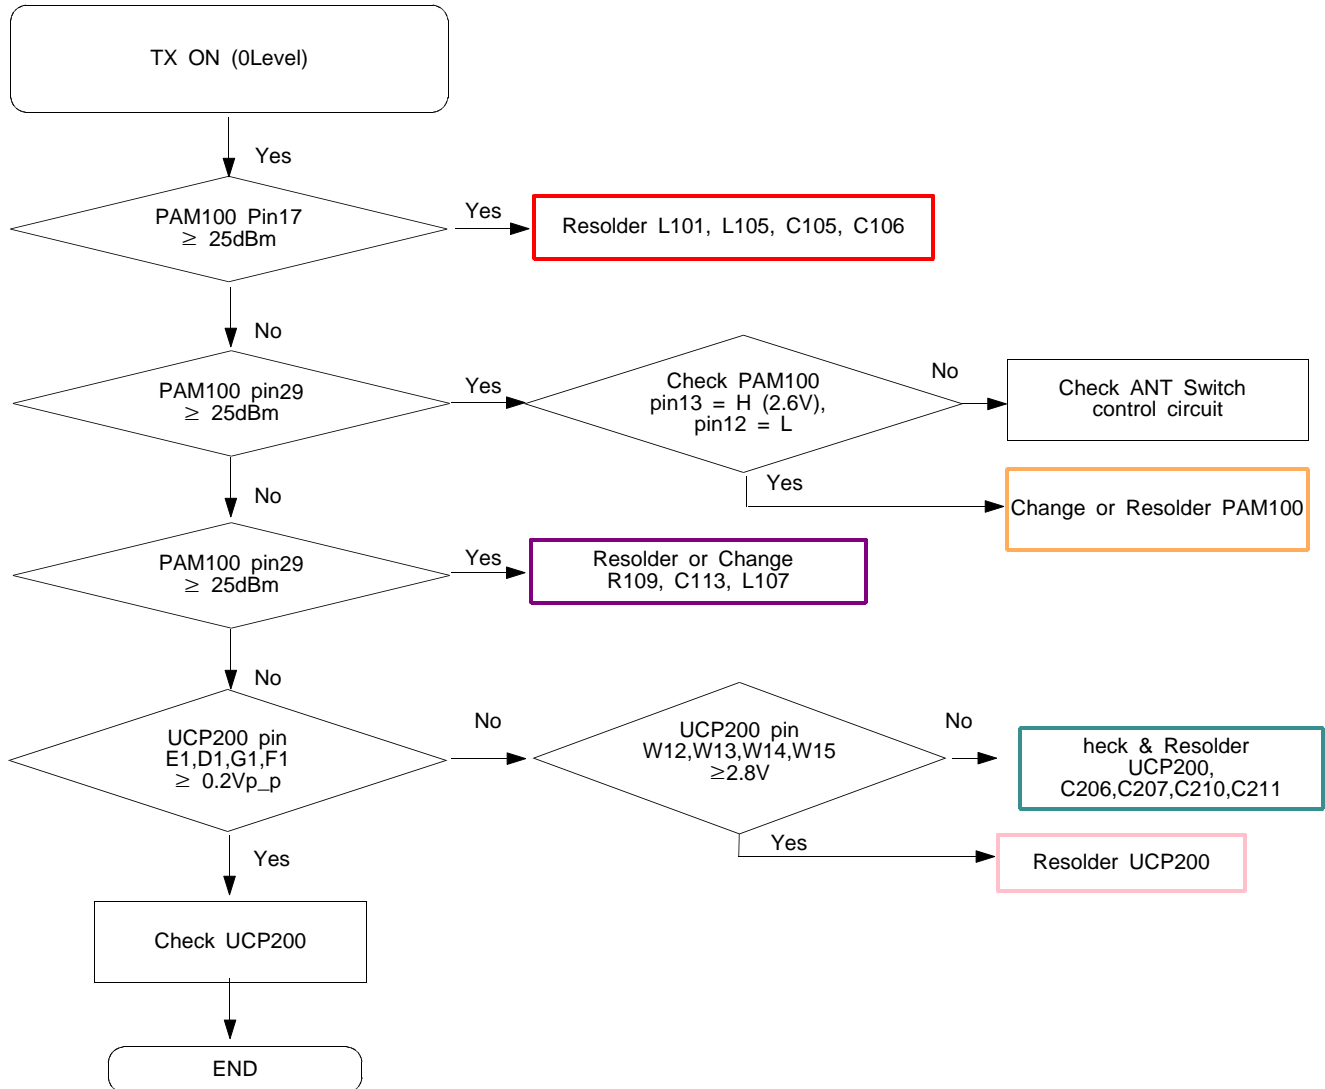 TX ON (0Level)
Yes
PAM100 Pin17
≥ 25dBm
Yes
Resolder L101, L105, C105, C106
No
PAM100 pin29
≥ 25dBm
Yes
Check PAM100
pin13 = H (2.6V),
pin12 = L
No
Check ANT Switch
control circuit
Yes
Change or Resolder PAM100
No
PAM100 pin29
≥ 25dBm
Yes
Resolder or Change
R109, C113, L107
No
UCP200 pin
E1,D1,G1,F1
≥ 0.2Vp_p
No
UCP200 pin
W12,W13,W14,W15
≥2.8V
No
heck & Resolder
UCP200,
C206,C207,C210,C211
Yes
Resolder UCP200
Yes
Check UCP200
END